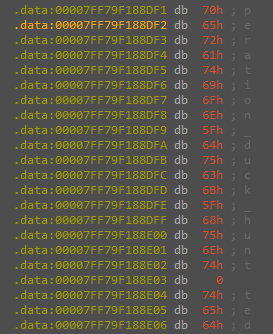 .data:00007FF79F188DF1 db 70h ; p
.data:00007FF79F188DF2 db 65h ; e
.data:00007FF79F188DF3 db 72h ; r
.data:00007FF79F188DF4 db 61h ; a
.data:00007FF79F188DF5 db 74h ; t
.data:00007FF79F188DF6 db 69h ; i
.data:00007FF79F188DF7 db 6Fh ; o
.data:00007FF79F188DF8 db 6Eh ; n
.data:00007FF79F188DF9 db 5Fh ; _
.data:00007FF79F188DFA db 64h ; d
.data:00007FF79F188DFB db 75h ; u
.data:00007FF79F188DFC db 63h ; c
.data:00007FF79F188DFD db 6Bh ; k
.data:00007FF79F188DFE db 5Fh ; _
.data:00007FF79F188DFF db 68h ; h
.data:00007FF79F188E00 db 75h ; u
.data:00007FF79F188E01 db 6Eh ; n
.data:00007FF79F188E02 db 74h ; t
.data:00007FF79F188E03 db 0
.data:00007FF79F188E04 db 74h ; t
.data:00007FF79F188E05 db 65h ; e
.data:00007FF79F188E06 db 64h ; d